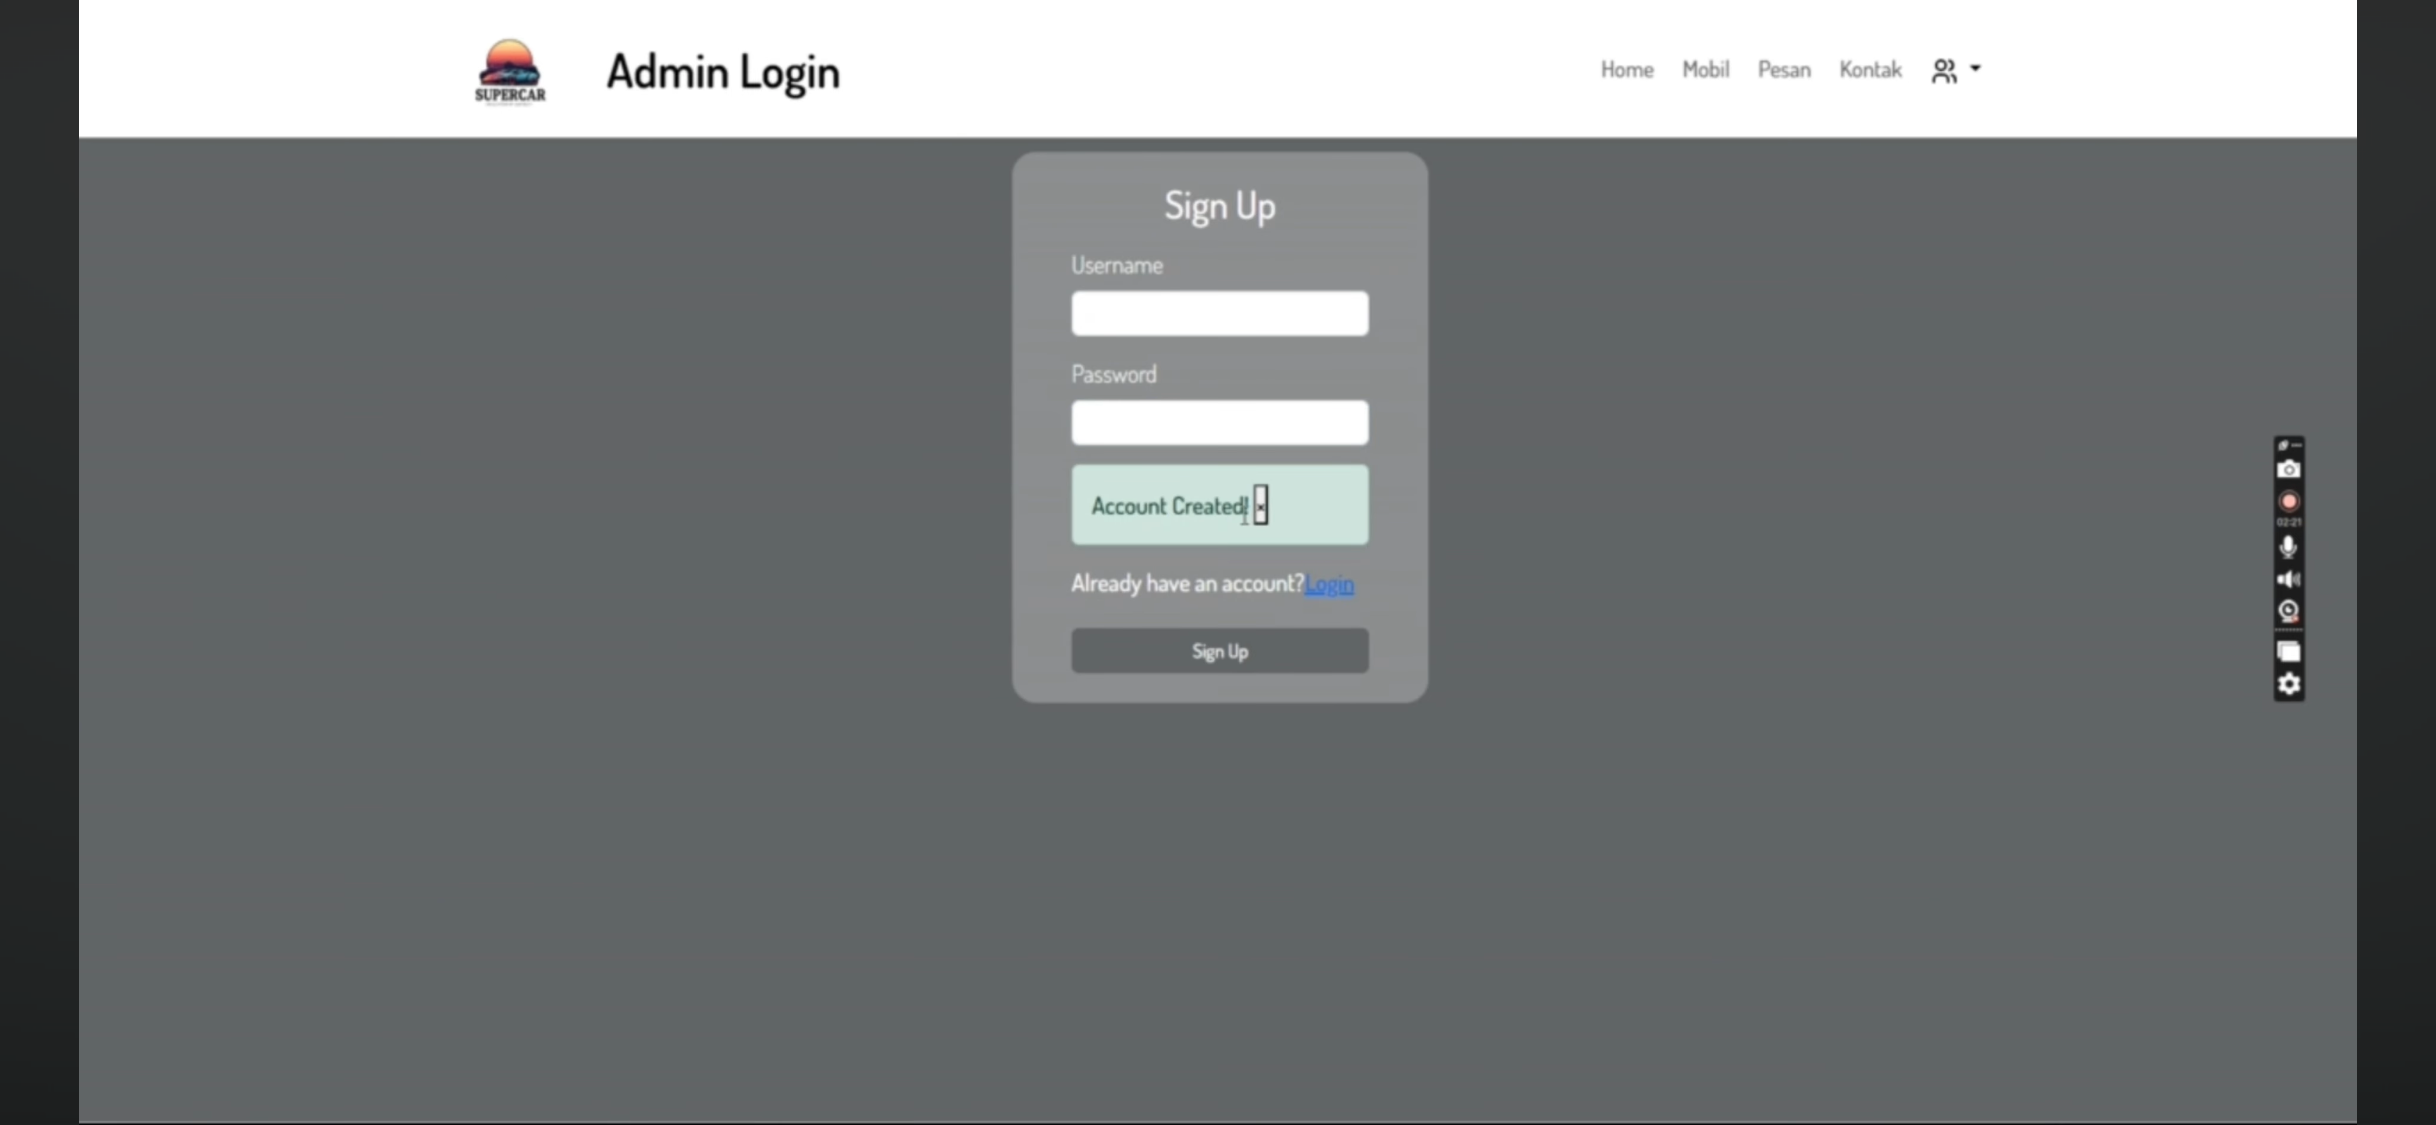 SUPERCAR
Admin Login
Home Mobil Pesan Kontak
Sign Up
Username
Password
Account Created! ×
Already have an account?Login
Sign Up
02:21